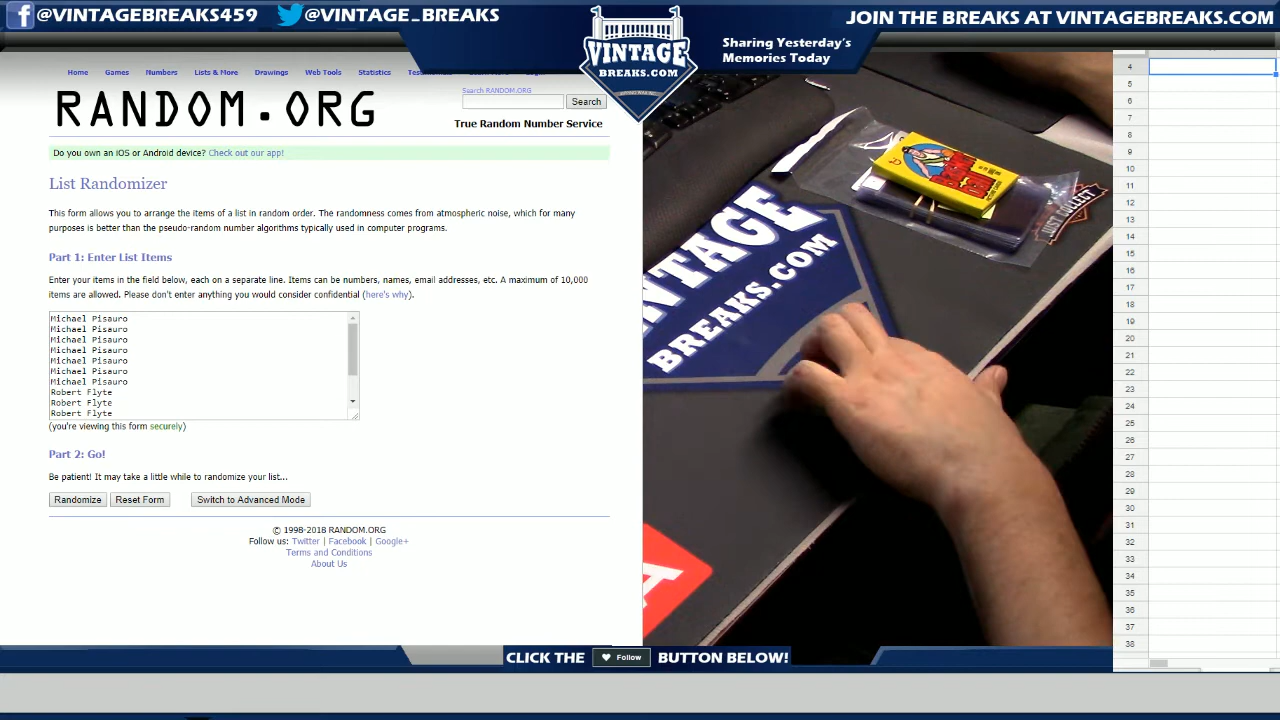 @VINTAGEBREAKS459
@VINTAGE_BREAKS
VINTAGE
BREAKS.COM
Sharing Yesterday's
Memories Today
JOIN THE BREAKS AT VINTAGEBREAKS.COM
Home Games Numbers Lists & More Drawings Web Tools Statistics
RANDOM.ORG
Search RANDOM.ORG
Search
True Random Number Service
Do you own an iOS or Android device? Check out our app!
List Randomizer
This form allows you to arrange the items of a list in random order. The randomness comes from atmospheric noise, which for many
purposes is better than the pseudo-random number algorithms typically used in computer programs.
Part 1: Enter List Items
Enter your items in the field below, each on a separate line. Items can be numbers, names, email addresses, etc. A maximum of 10,000
items are allowed. Please don't enter anything you would consider confidential (here's why).
Michael Pisauro
Michael Pisauro
Michael Pisauro
Michael Pisauro
Michael Pisauro
Michael Pisauro
Michael Pisauro
Robert Flyte
Robert Flyte
Robert Flyte
(you're viewing this form securely)
Part 2: Go!
Be patient! It may take a little while to randomize your list...
Randomize Reset Form Switch to Advanced Mode
© 1998-2018 RANDOM.ORG
Follow us: Twitter | Facebook | Google+
Terms and Conditions
About Us
NTAGE
BREAKS.COM
JUST COLLECT
A
4
5
6
7
8
9
10
11
12
13
14
15
16
17
18
19
20
21
22
23
24
25
26
27
28
29
30
31
32
33
34
35
36
37
38
CLICK THE Follow BUTTON BELOW!